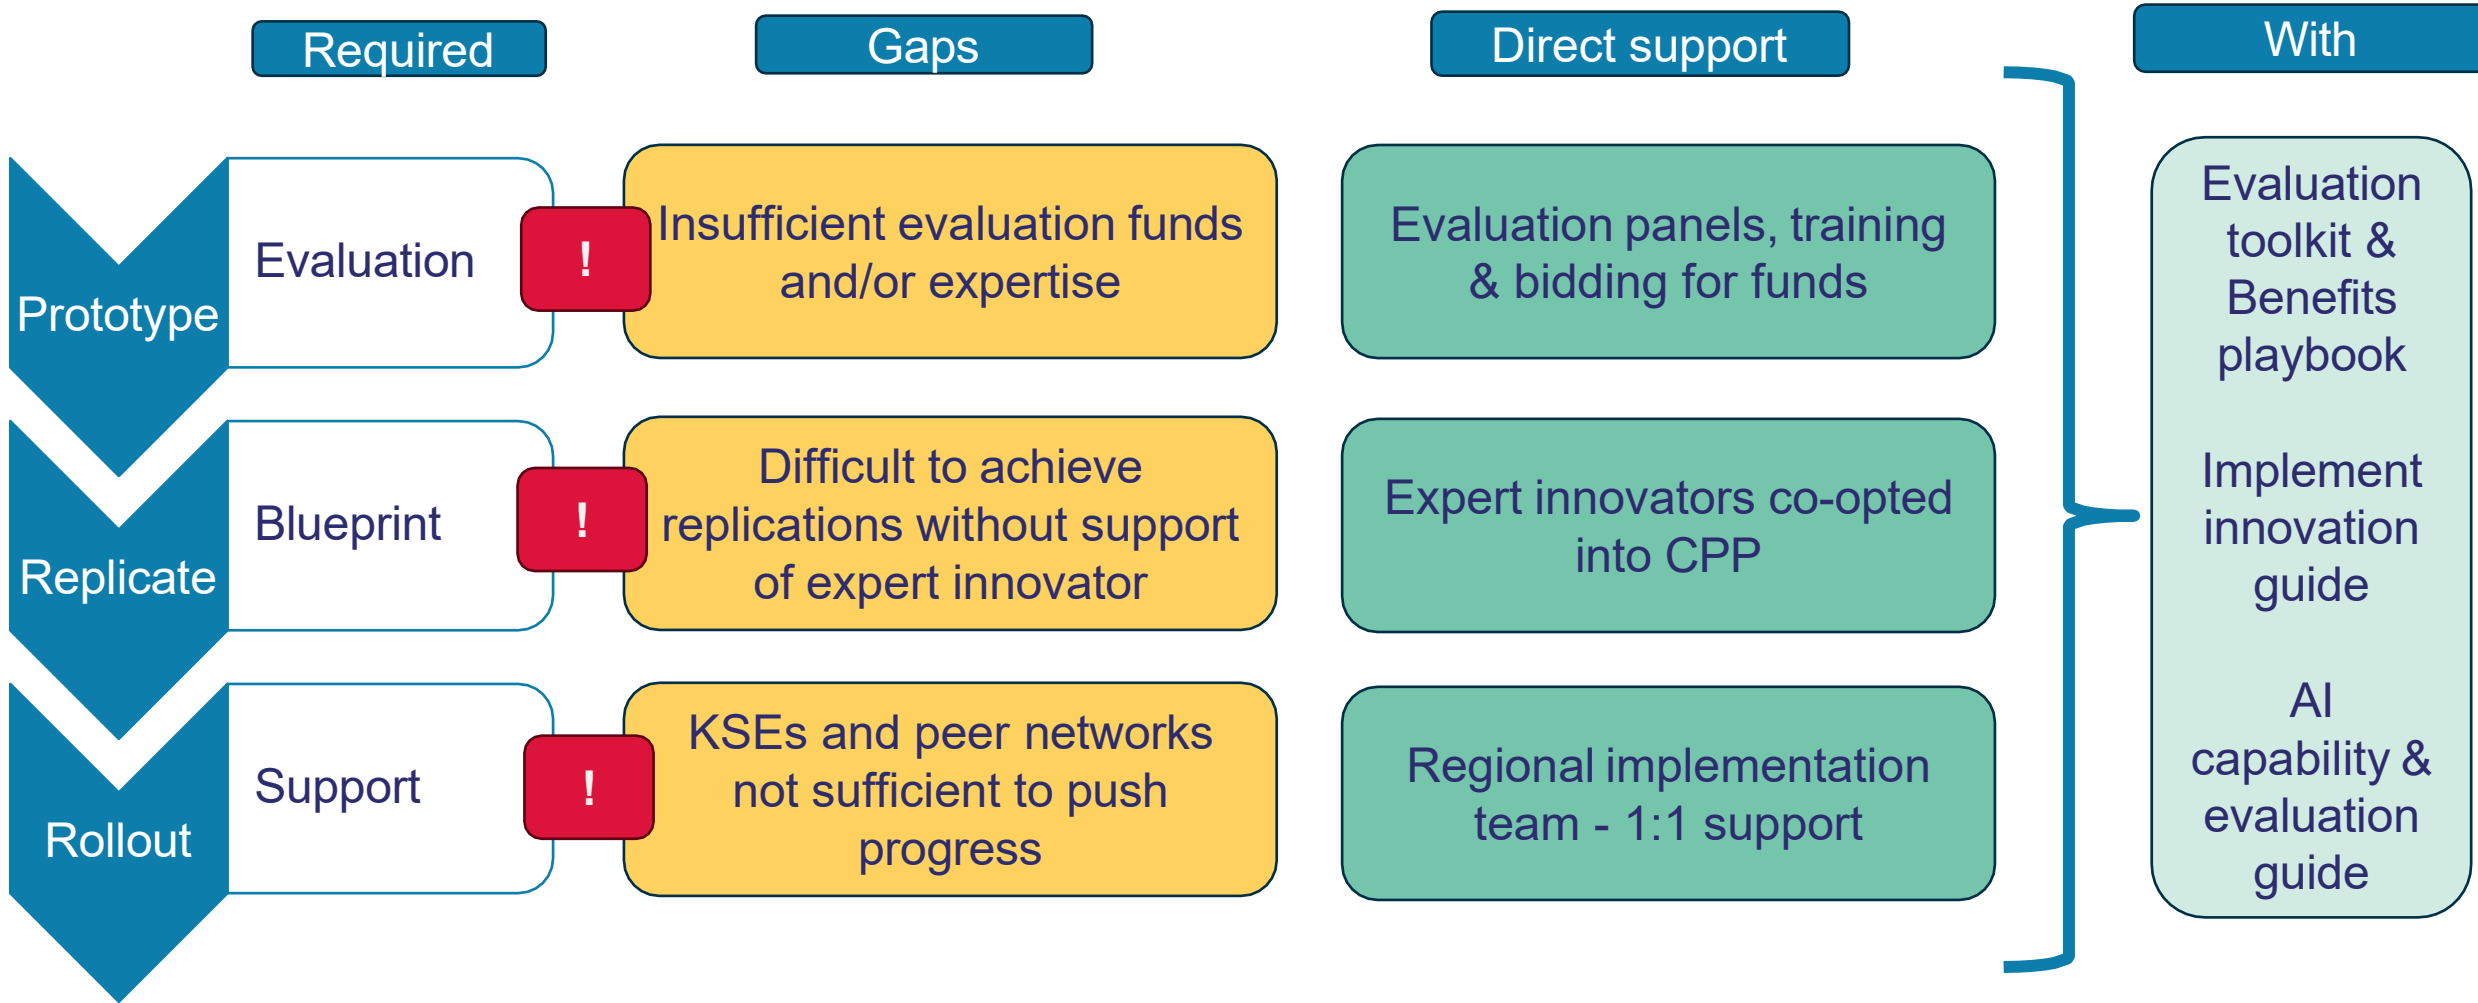 Required
Gaps
Direct support
With
Prototype
Evaluation
!
Insufficient evaluation funds
and/or expertise
Evaluation panels, training
& bidding for funds
Replicate
Blueprint
!
Difficult to achieve
replications without support
of expert innovator
Expert innovators co-opted
into CPP
Rollout
Support
!
KSEs and peer networks
not sufficient to push
progress
Regional implementation
team - 1:1 support
Evaluation
toolkit &
Benefits
playbook
Implement
innovation
guide
AI
capability &
evaluation
guide